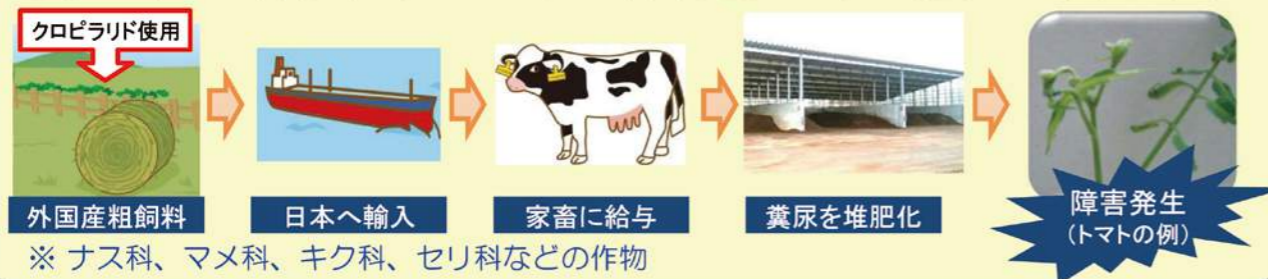 クロピラリド使用
外国産粗飼料
日本へ輸入
家畜に給与
糞尿を堆肥化
障害発生
(トマトの例)
※ ナス科、マメ科、キク科、セリ科などの作物